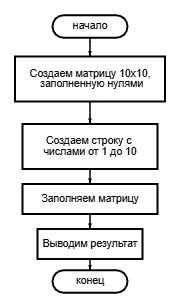 начало
Создаем матрицу 10x10,
заполненную нулями
Создаем строку с
числами от 1 до 10
Заполняем матрицу
Выводим результат
конец